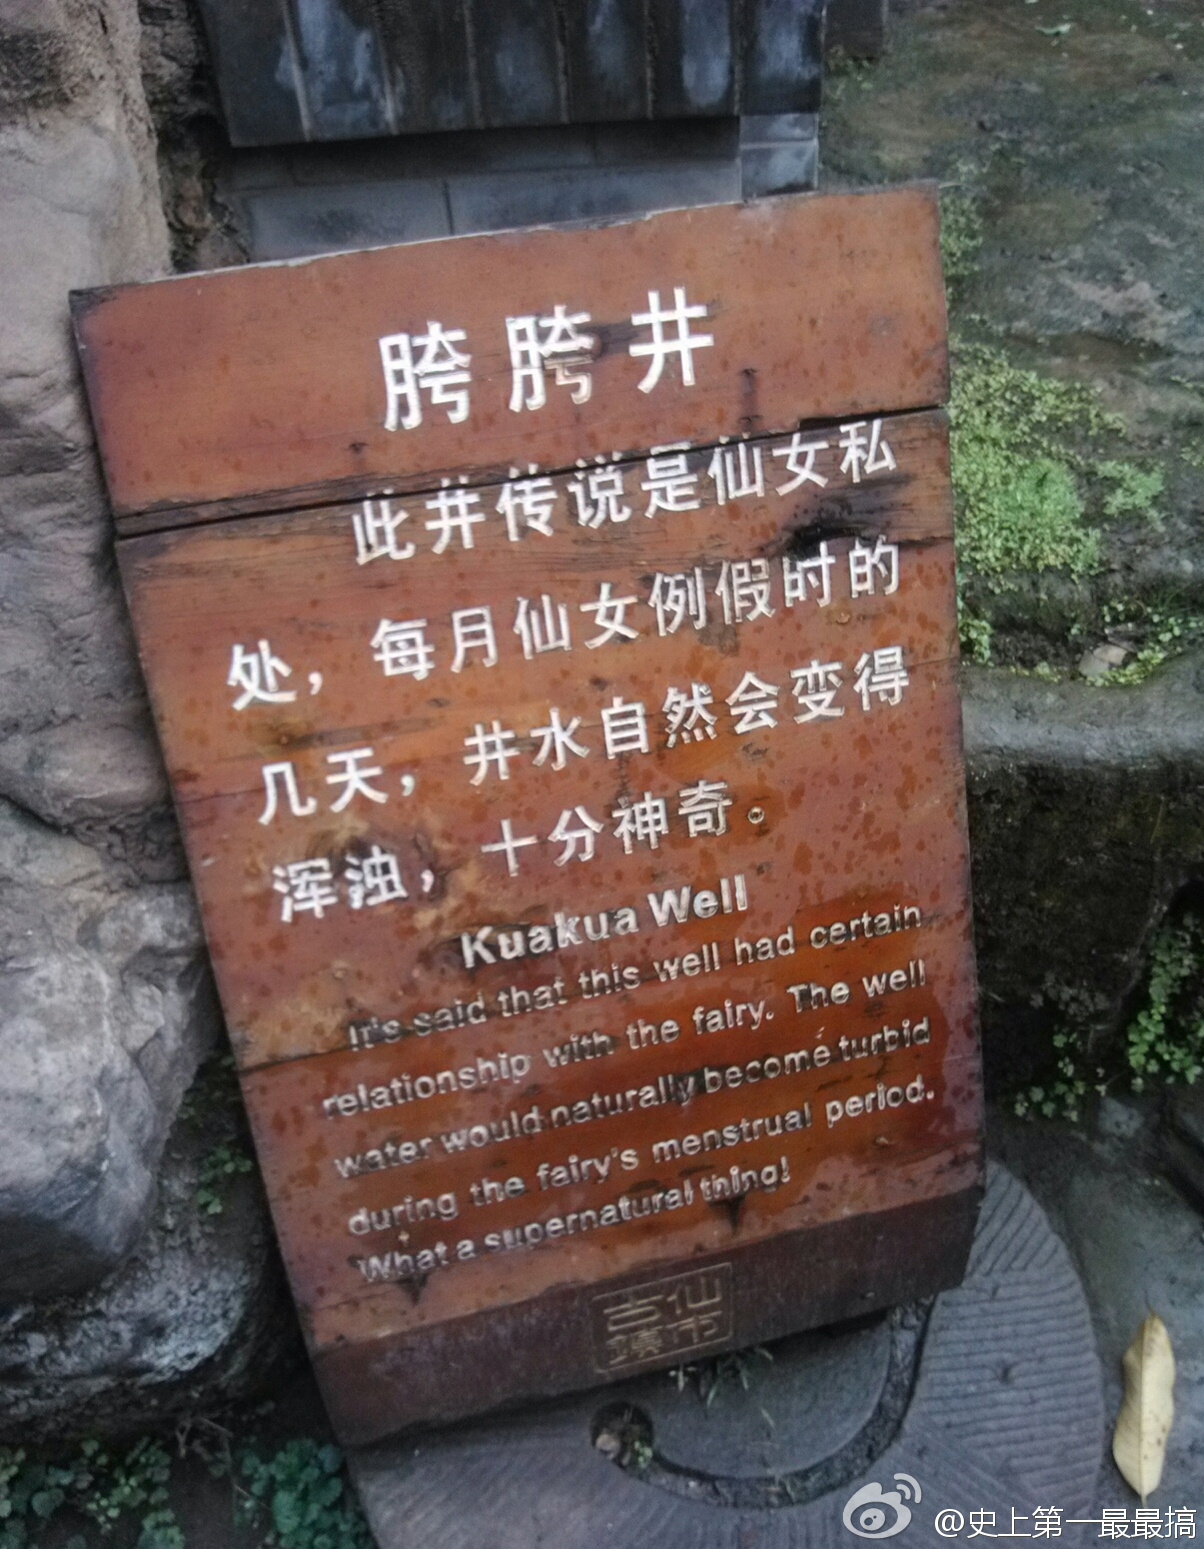 胯胯井
此井传说是仙女私
处，每月仙女例假时的
几天，井水自然会变得
浑浊，十分神奇。
Kuakua Well
It's said that this well had certain
relationship with the fairy. The well
water would naturally become turbid
during the fairy's menstrual period.
What a supernatural thing!
仙市
古镇
@史上第一最最搞